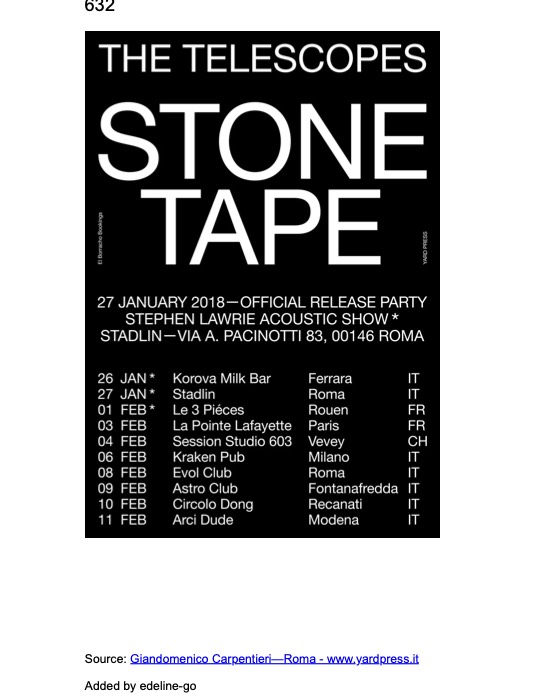 632
THE TELESCOPES
STONE
TAPE
El Borracho Bookings
YARD PRESS
27 JANUARY 2018—OFFICIAL RELEASE PARTY
STEPHEN LAWRIE ACOUSTIC SHOW*
STADLIN—VIA A. PACINOTTI 83, 00146 ROMA
26 JAN* Korova Milk Bar Ferrara IT
27 JAN* Stadlin Roma IT
01 FEB* Le 3 Piéces Rouen FR
03 FEB La Pointe Lafayette Paris FR
04 FEB Session Studio 603 Vevey CH
06 FEB Kraken Pub Milano IT
08 FEB Evol Club Roma IT
09 FEB Astro Club Fontanafredda IT
10 FEB Circolo Dong Recanati IT
11 FEB Arci Dude Modena IT
Source: Giandomenico Carpentieri—Roma - www.yardpress.it
Added by edeline-go